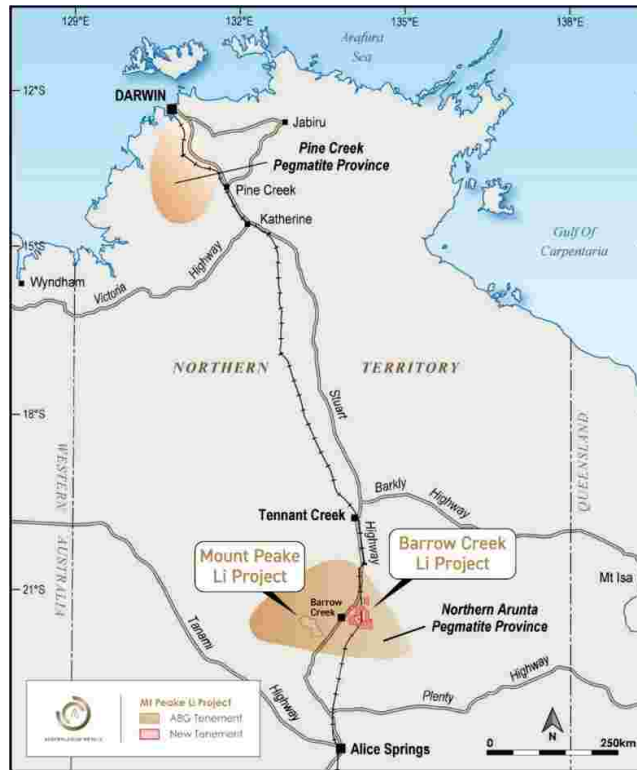 129°E
132°E
135°E
138°E
Arafura
Sea
12°S
DARWIN
Jabiru
Pine Creek
Pegmatite Province
Pine Creek
Katherine
Gulf Of
Carpentaria
15°S
Wyndham
Victoria
Highway
NORTHERN
TERRITORY
Stuart
18°S
WESTERN
AUSTRALIA
QUEENSLAND
Barkly
Highway
Tennant Creek
Highway
Mount Peake
Li Project
Barrow Creek
Li Project
Mt Isa
21°S
Barrow
Creek
Northern Arunta
Pegmatite Province
Tanami
Highway
Plenty
Highway
Mt Peake Li Project
New Tenement
N
0
250km
Alice Springs